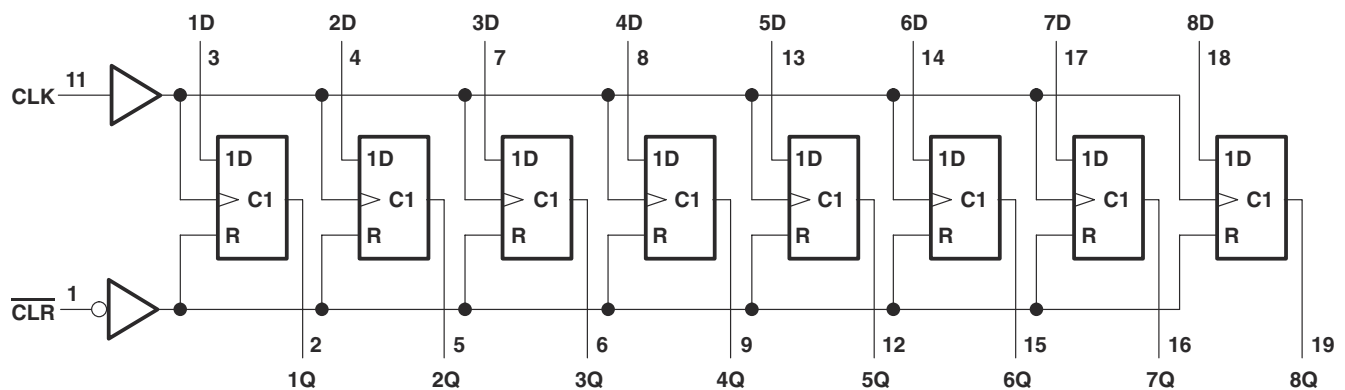 1D 2D 3D 4D 5D 6D 7D 8D
3 4 7 8 13 14 17 18
CLK 11
1D 1D 1D 1D 1D 1D 1D 1D
C1 C1 C1 C1 C1 C1 C1 C1
R R R R R R R R
CLR 1
2 5 6 9 12 15 16 19
1Q 2Q 3Q 4Q 5Q 6Q 7Q 8Q